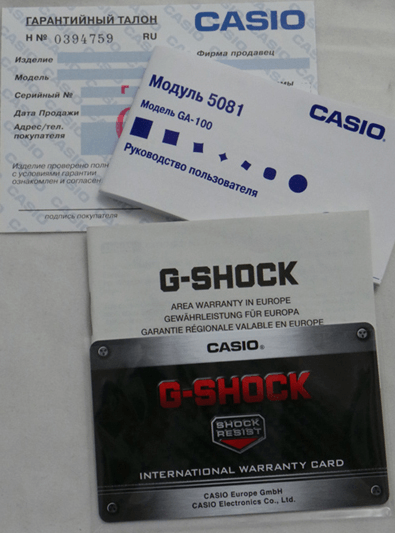 ГАРАНТИЙНЫЙ ТАЛОН
CASIO
Н № 0394759 RU
Фирма продавец
Изделие
Модель
Серийный №
Дата Продажи
Адрес/тел.
покупателя
Изделие проверено
с условиями гарантии
ознакомлен и
подпись покупателя
Модуль 5081
Модель GA-100
CASIO
Руководство пользователя
G-SHOCK
AREA WARRANTY IN EUROPE
GEWÄHRLEISTUNG FÜR EUROPA
GARANTIE RÉGIONALE VALABLE EN EUROPE
CASIO®
G-SHOCK
SHOCK
RESIST
INTERNATIONAL WARRANTY CARD
CASIO Europe GmbH
CASIO Electronics Co., Ltd.